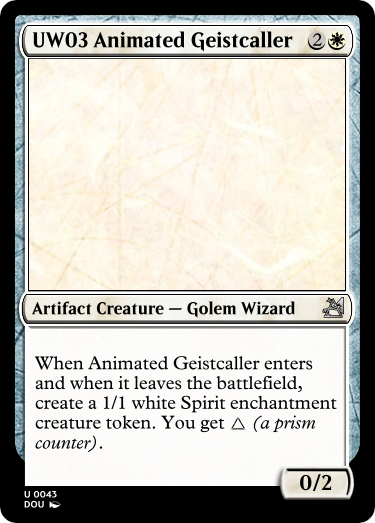 UW03 Animated Geistcaller 2
Artifact Creature — Golem Wizard
When Animated Geistcaller enters
and when it leaves the battlefield,
create a 1/1 white Spirit enchantment
creature token. You get △ (a prism
counter).
0/2
U 0043
DOU